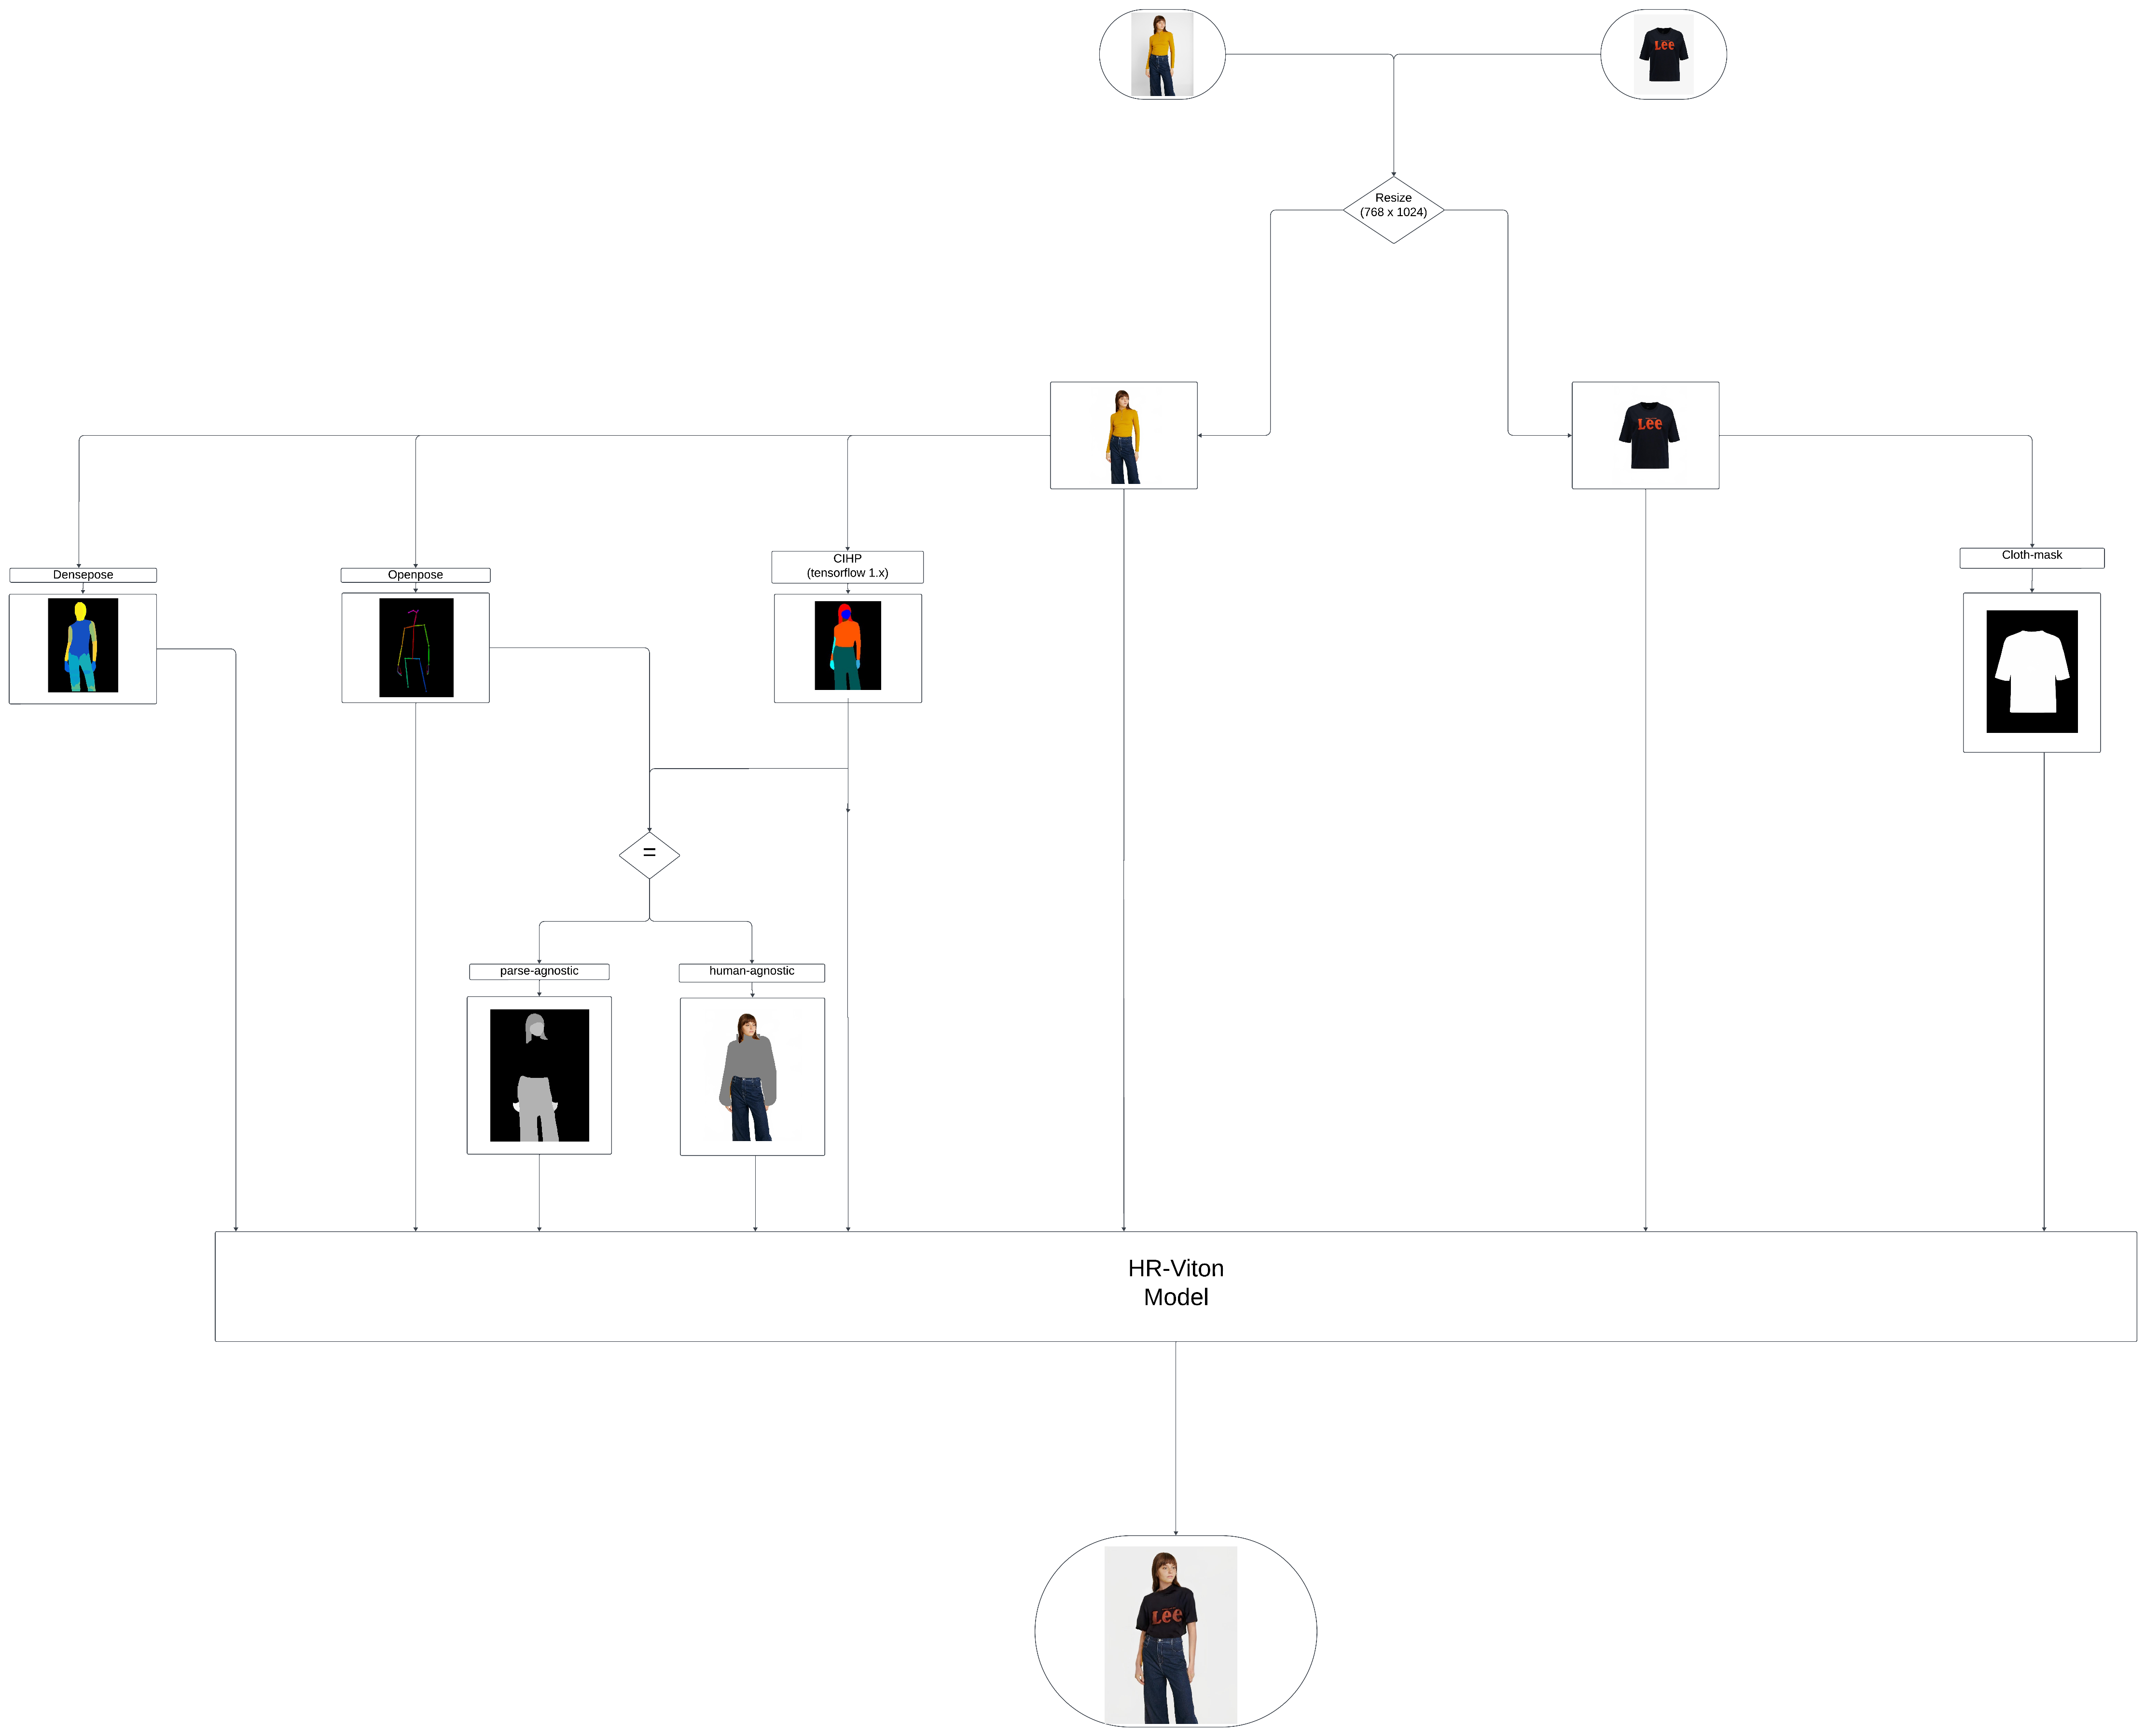 Lee
Resize
(768 x 1024)
Lee
Densepose
Openpose
CIHP
(tensorflow 1.x)
Cloth-mask
=
parse-agnostic
human-agnostic
HR-Viton
Model
Lee